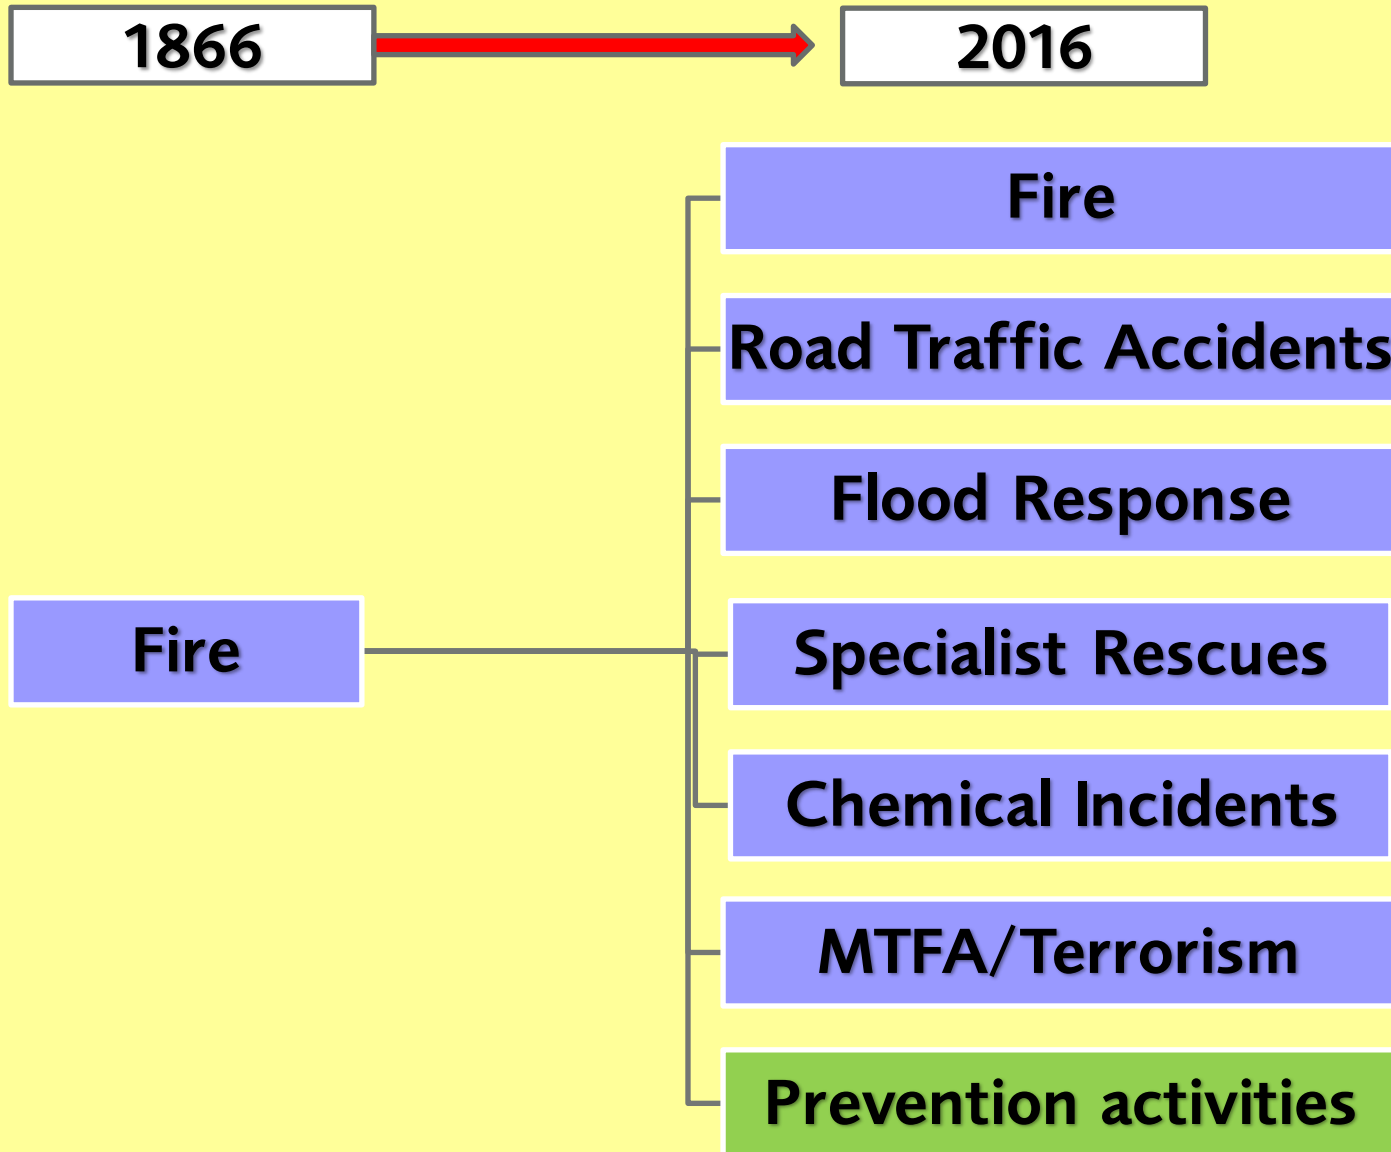 1866
2016
Fire
Road Traffic Accidents
Flood Response
Fire
Specialist Rescues
Chemical Incidents
MTFA/Terrorism
Prevention activities